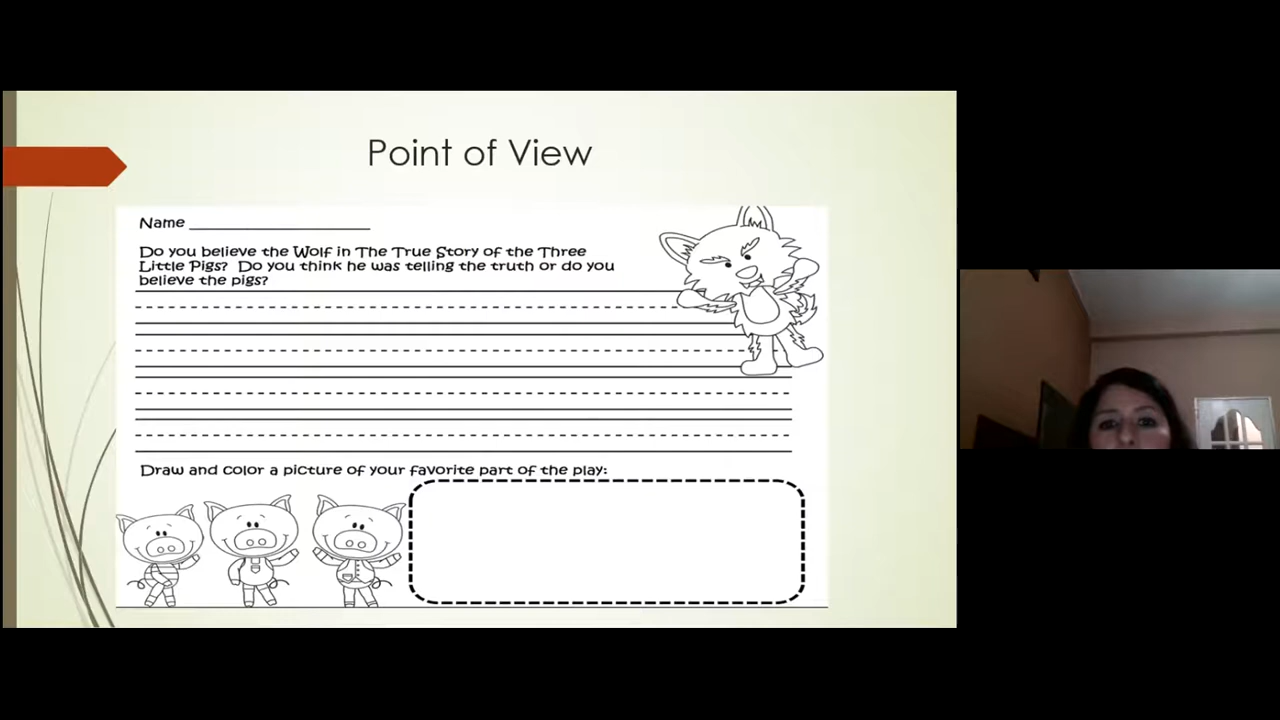 Point of View
Name
Do you believe the Wolf in The True Story of the Three
Little Pigs? Do you think he was telling the truth or do you
believe the pigs?
Draw and color a picture of your favorite part of the play: